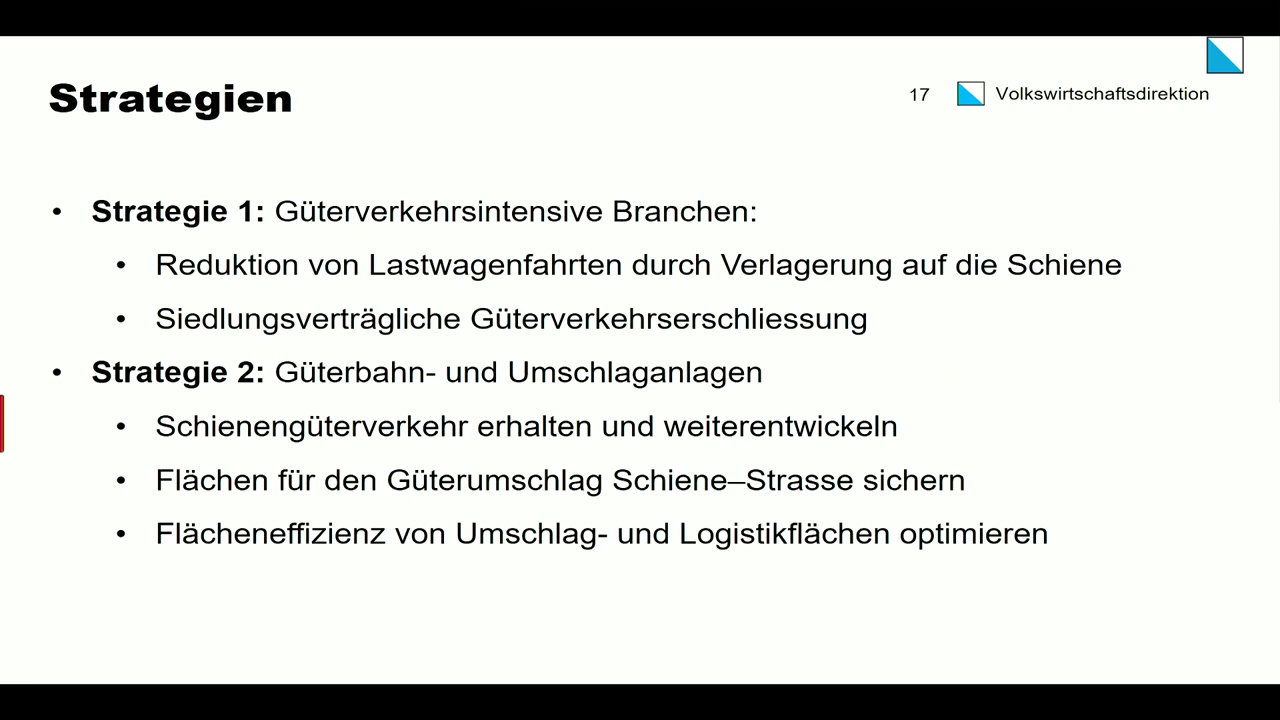 Strategien
17 Volkswirtschaftsdirektion
• Strategie 1: Güterverkehrsintensive Branchen:
• Reduktion von Lastwagenfahrten durch Verlagerung auf die Schiene
• Siedlungsverträgliche Güterverkehrserschliessung
• Strategie 2: Güterbahn- und Umschlaganlagen
• Schienengüterverkehr erhalten und weiterentwickeln
• Flächen für den Güterumschlag Schiene–Strasse sichern
• Flächeneffizienz von Umschlag- und Logistikflächen optimieren